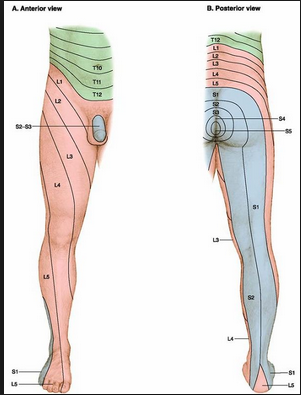 A. Anterior view
T10
T11
T12
L1
L2
S2–S3
L3
L4
L5
S1
L5
B. Posterior view
T12
L1
L2
L3
L4
L5
S1
S2
S3
S4
S5
S1
L3
S2
L4
S1
L5